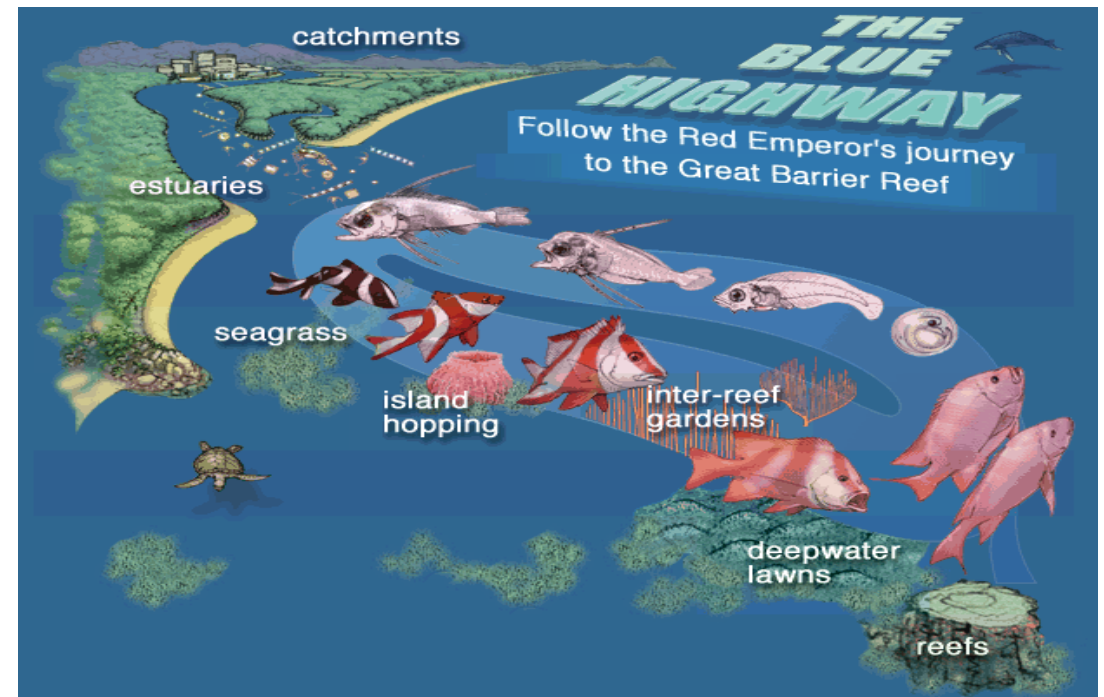 catchments
THE
BLUE
HIGHWAY
Follow the Red Emperor's journey
to the Great Barrier Reef
estuaries
seagrass
island
hopping
inter-reef
gardens
deepwater
lawns
reefs